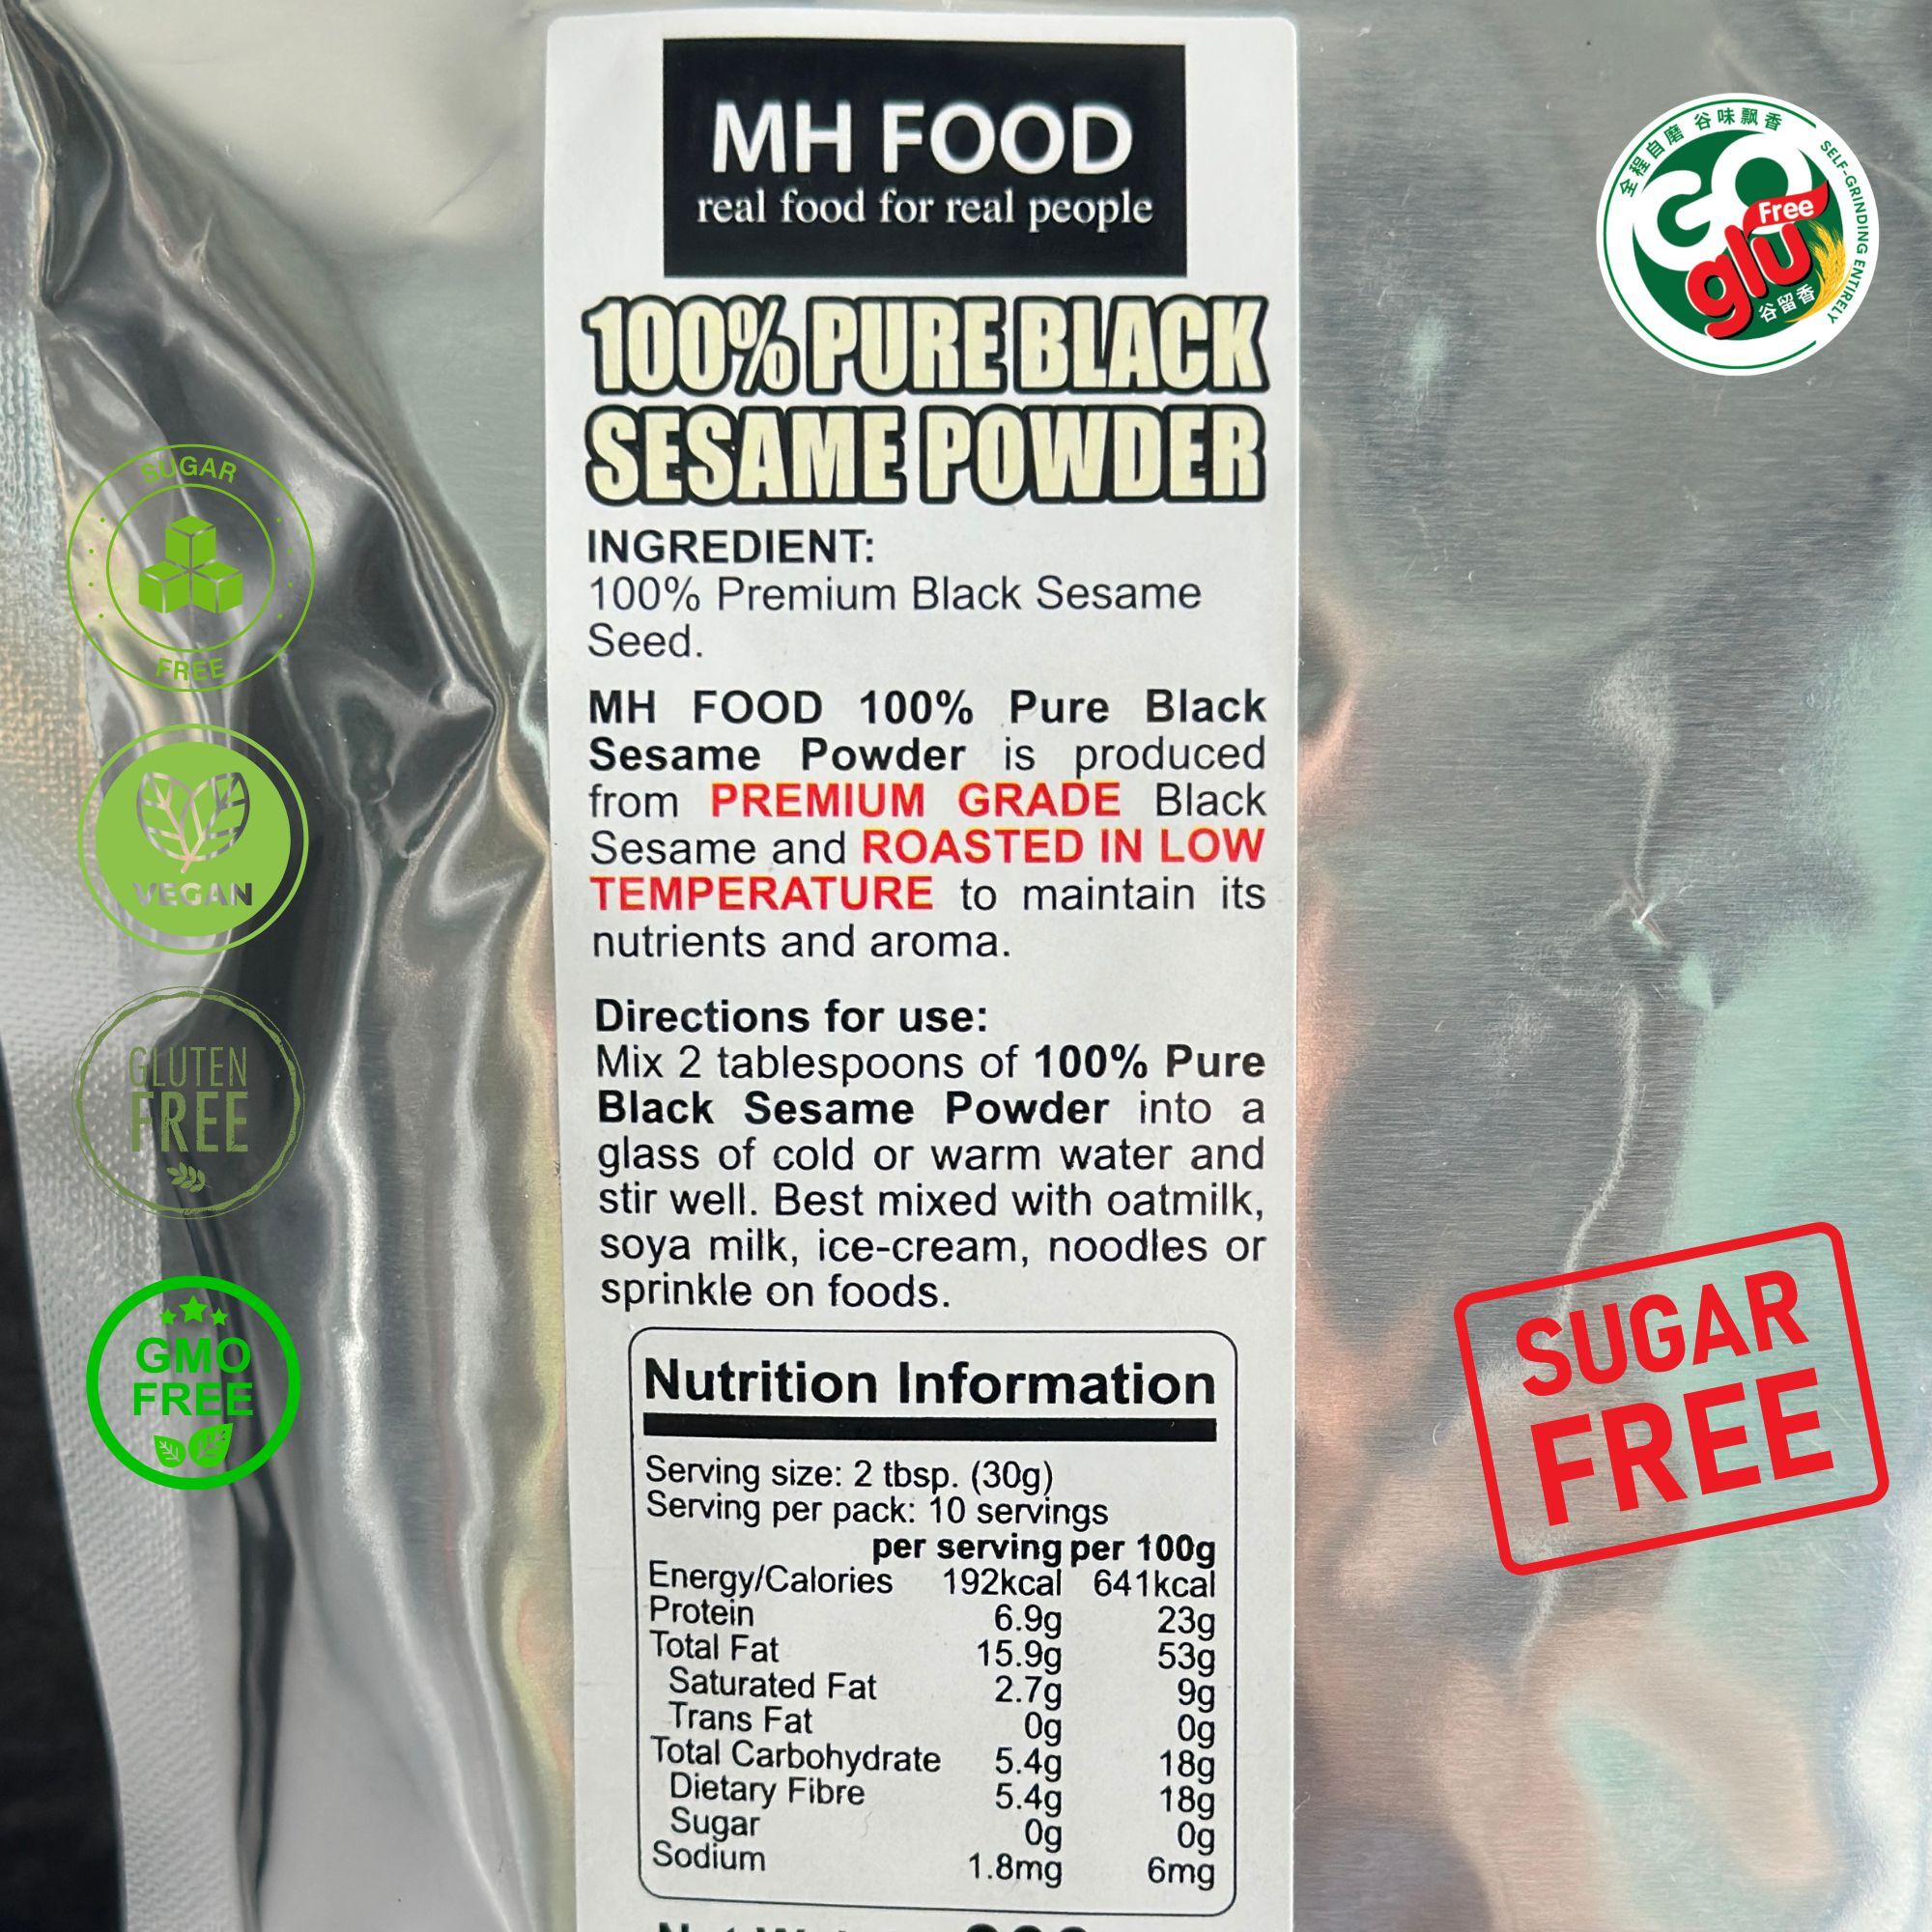 MH FOOD
real food for real people
100% PURE BLACK
SESAME POWDER
INGREDIENT:
100% Premium Black Sesame
Seed.
MH FOOD 100% Pure Black
Sesame Powder is produced
from PREMIUM GRADE Black
Sesame and ROASTED IN LOW
TEMPERATURE to maintain its
nutrients and aroma.
Directions for use:
Mix 2 tablespoons of 100% Pure
Black Sesame Powder into a
glass of cold or warm water and
stir well. Best mixed with oatmilk,
soya milk, ice-cream, noodles or
sprinkle on foods.
Nutrition Information
Serving size: 2 tbsp. (30g)
Serving per pack: 10 servings
per serving per 100g
Energy/Calories 192kcal 641kcal
Protein 6.9g 23g
Total Fat 15.9g 53g
Saturated Fat 2.7g 9g
Trans Fat 0g 0g
Total Carbohydrate 5.4g 18g
Dietary Fibre 5.4g 18g
Sugar 0g 0g
Sodium 1.8mg 6mg
SUGAR
FREE
VEGAN
GLUTEN
FREE
GMO
FREE
全程自磨 谷味飘香
SELF-GRINDING ENTIRELY
GO
Free
glu
谷留香
SUGAR
FREE